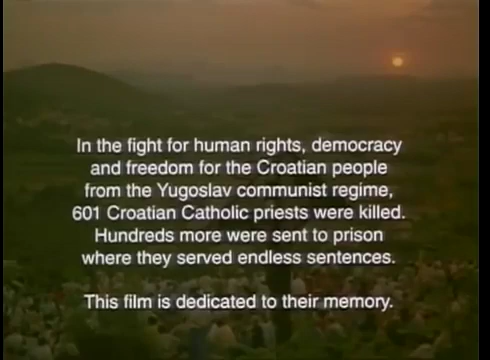 In the fight for human rights, democracy
and freedom for the Croatian people
from the Yugoslav communist regime,
601 Croatian Catholic priests were killed.
Hundreds more were sent to prison
where they served endless sentences.
This film is dedicated to their memory.